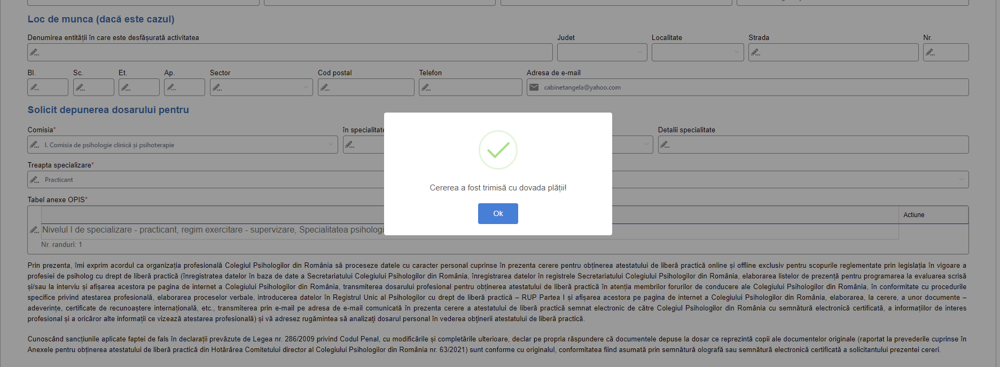 Loc de munca (dacă este cazul)
Denumirea entității în care este desfășurată activitatea
Judet
Localitate
Strada
Nr.
Bl.
Sc.
Et.
Ap.
Sector
Cod postal
Telefon
Adresa de e-mail
cabinetangela@yahoo.com
Solicit depunerea dosarului pentru
Comisia*
în specialitate
Detalii specialitate
I. Comisia de psihologie clinică și psihoterapie
Treapta specializare*
Practicant
Cererea a fost trimisă cu dovada plății!
Ok
Tabel anexe OPIS*
Actiune
Nivelul I de specializare - practicant, regim exercitare - supervizare, Specialitatea psihologi
Nr. randuri: 1
Prin prezenta, îmi exprim acordul ca organizația profesională Colegiul Psihologilor din România să proceseze datele cu caracter personal cuprinse în prezenta cerere pentru obținerea atestatului de liberă practică online și offline exclusiv pentru scopurile reglementate prin legislația în vigoare a
profesiei de psiholog cu drept de liberă practică (înregistratea datelor în baza de date a Secretariatului Colegiului Psihologilor din România, înregistrarea datelor în registrele Secretariatului Colegiului Psihologilor din România, elaborarea listelor de prezență pentru programarea la evaluarea scrisă
și/sau la interviu și afișarea acestora pe pagina de internet a Colegiului Psihologilor din România, transmiterea dosarului profesional pentru obținerea atestatului de liberă practică în atenția membrilor forurilor de conducere ale Colegiului Psihologilor din România, în conformitate cu procedurile
specifice privind atestarea profesională, elaborarea proceselor verbale, introducerea datelor în Registrul Unic al Psihologilor cu drept de liberă practică – RUP Partea I și afișarea acestora pe pagina de internet a Colegiului Psihologilor din România, elaborarea, la cerere, a unor documente –
adeverințe, certificate de recunoaștere internațională, etc., transmiterea prin e-mail pe adresa de e-mail comunicată în prezenta cerere a atestatului de liberă practică semnat electronic de către Colegiul Psihologilor din România cu semnătură electronică certificată, a informațiilor de interes
profesional și a oricăror alte informații ce vizează atestarea profesională) și vă adresez rugămintea să analizați dosarul personal în vederea obținerii atestatului de liberă practică.
Cunoscând sancțiunile aplicate faptei de fals în declarații prevăzute de Legea nr. 286/2009 privind Codul Penal, cu modificările și completările ulterioare, declar pe propria răspundere că documentele depuse la dosar ce reprezintă copii ale documentelor originale (raportat la prevederile cuprinse în
Anexele pentru obținerea atestatului de liberă practică din Hotărârea Comitetului director al Colegiului Psihologilor din România nr. 63/2021) sunt conforme cu originalul, conformitatea fiind asumată prin semnătură olografă sau semnătură electronică certificată a solicitantului prezentei cereri.